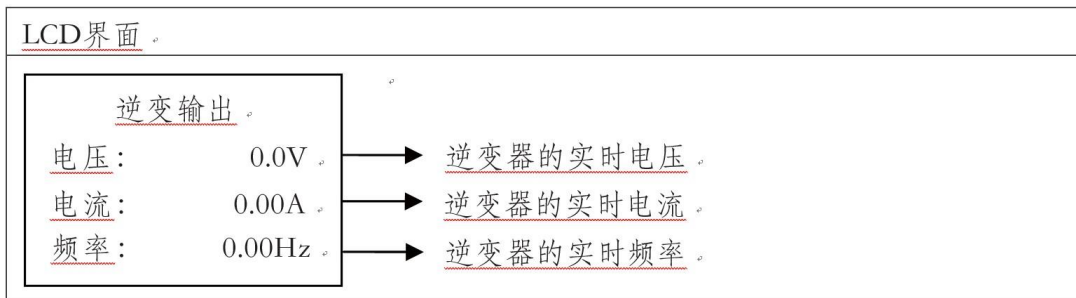 LCD界面
逆变输出
电压： 0.0V 逆变器的实时电压
电流： 0.00A 逆变器的实时电流
频率： 0.00Hz 逆变器的实时频率